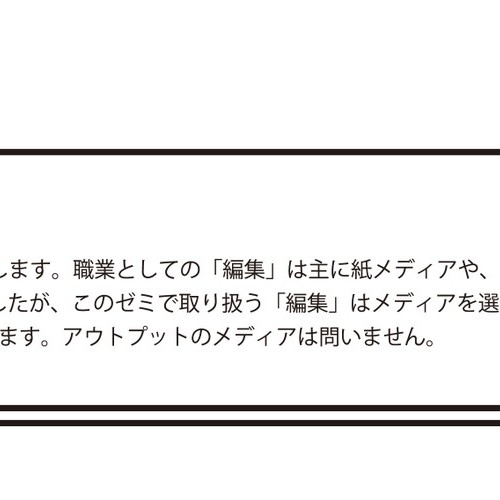 します。職業としての「編集」は主に紙メディアや、
したが、このゼミで取り扱う「編集」はメディアを選
ます。アウトプットのメディアは問いません。